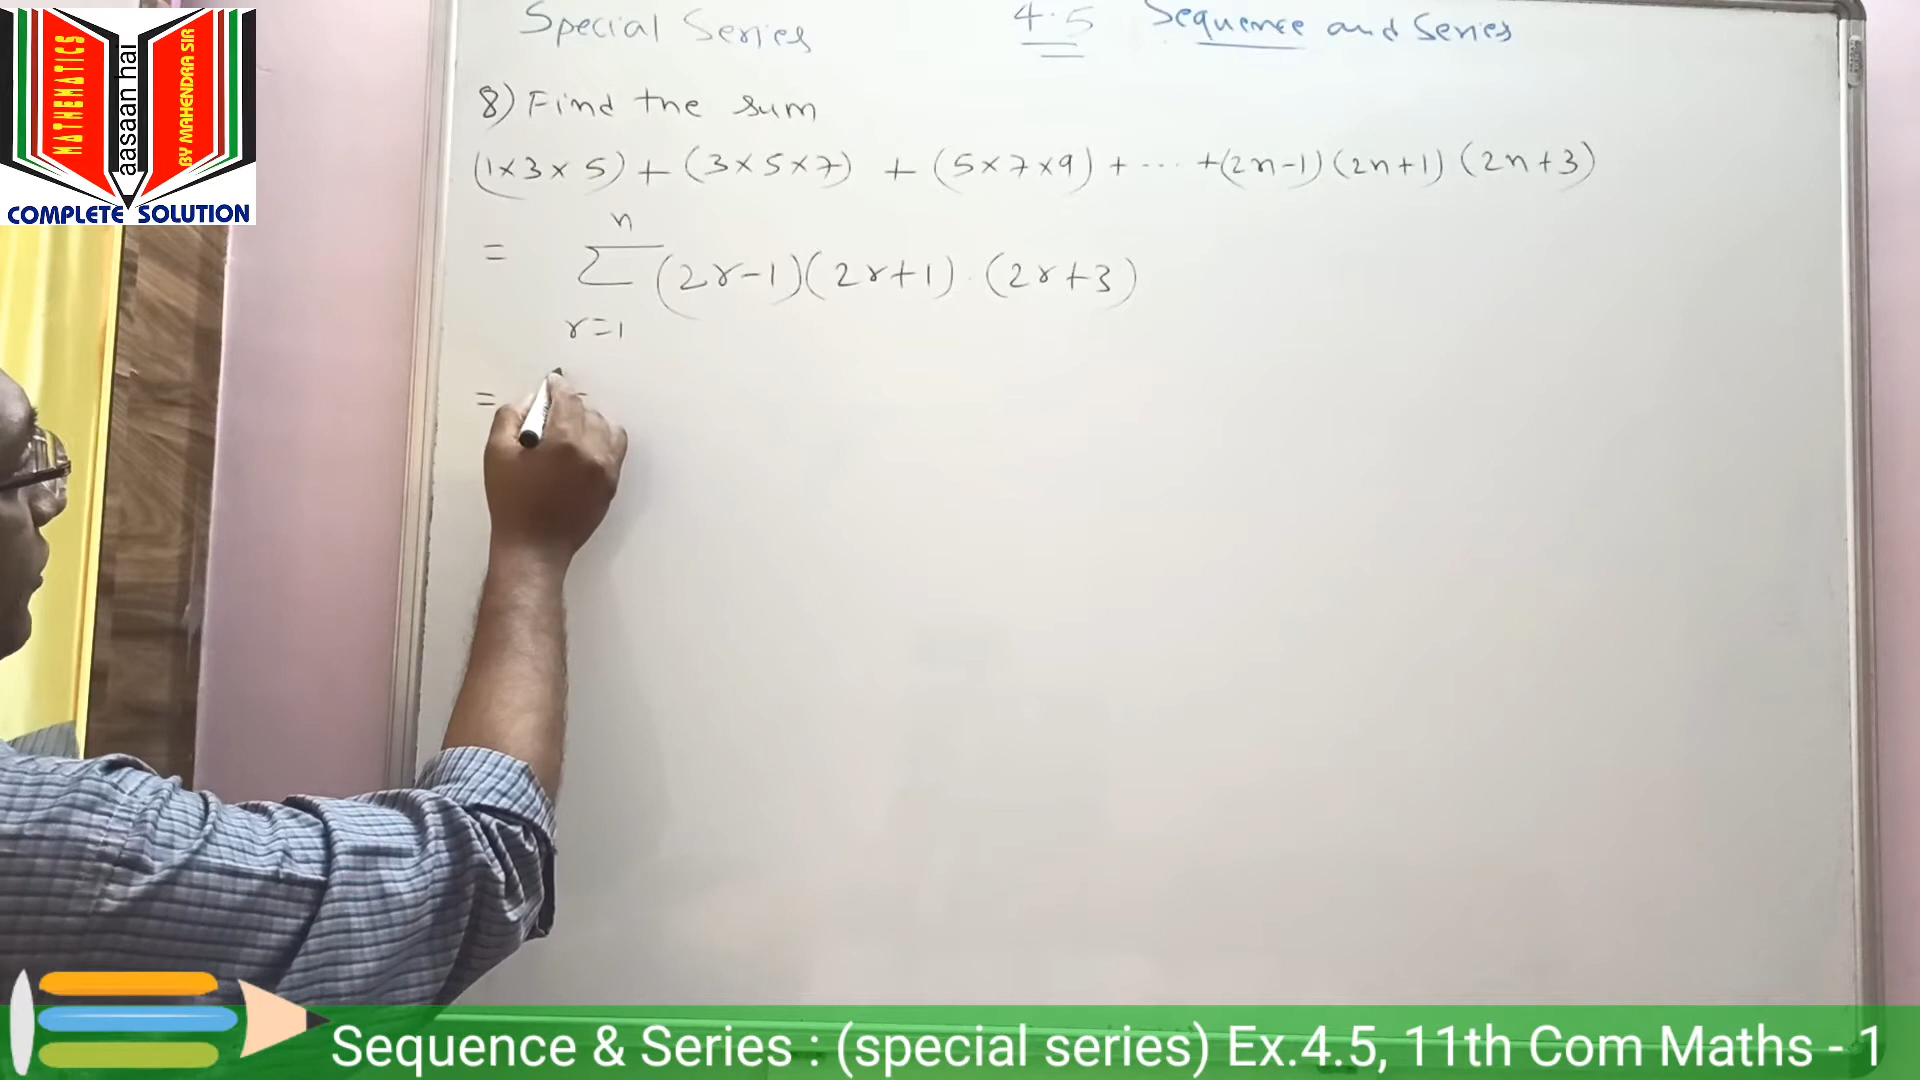 MATHEMATICS
aasaan hai
BY MAHENDRA SIR
COMPLETE SOLUTION
Special Series 4.5 Sequence and Series
8) Find the sum
(1×3×5) + (3×5×7) + (5×7×9) + ... + (2n-1)(2n+1)(2n+3)
n
= Σ (2r-1)(2r+1).(2r+3)
r=1
=
Sequence & Series : (special series) Ex.4.5, 11th Com Maths - 1